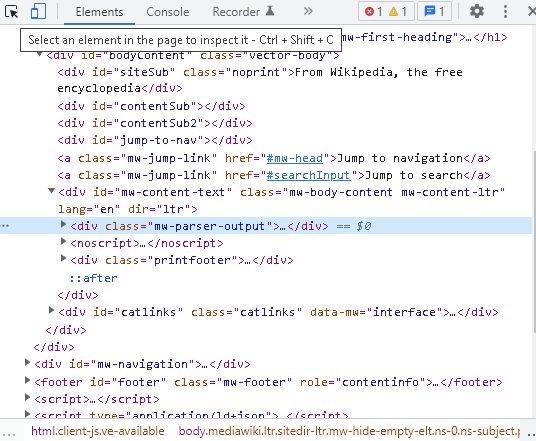 Elements Console Recorder 1 1 1
Select an element in the page to inspect it - Ctrl + Shift + C
mw-first-heading">…</h1>
<div id="bodyContent" class="vector-body">
<div id="siteSub" class="noprint">From Wikipedia, the free
encyclopedia</div>
<div id="contentSub"></div>
<div id="contentSub2"></div>
<div id="jump-to-nav"></div>
<a class="mw-jump-link" href="#mw-head">Jump to navigation</a>
<a class="mw-jump-link" href="#searchInput">Jump to search</a>
<div id="mw-content-text" class="mw-body-content mw-content-ltr"
lang="en" dir="ltr">
<div class="mw-parser-output">…</div> == $0
<noscript>…</noscript>
<div class="printfooter">…</div>
::after
</div>
<div id="catlinks" class="catlinks" data-mw="interface">…</div>
</div>
</div>
<div id="mw-navigation">…</div>
<footer id="footer" class="mw-footer" role="contentinfo">…</footer>
<script>…</script>
<script type="application/ld+json">…</script>
html.client-js.ve-available body.mediawiki.ltr.sitedir-ltr.mw-hide-empty-elt.ns-0.ns-subject.p